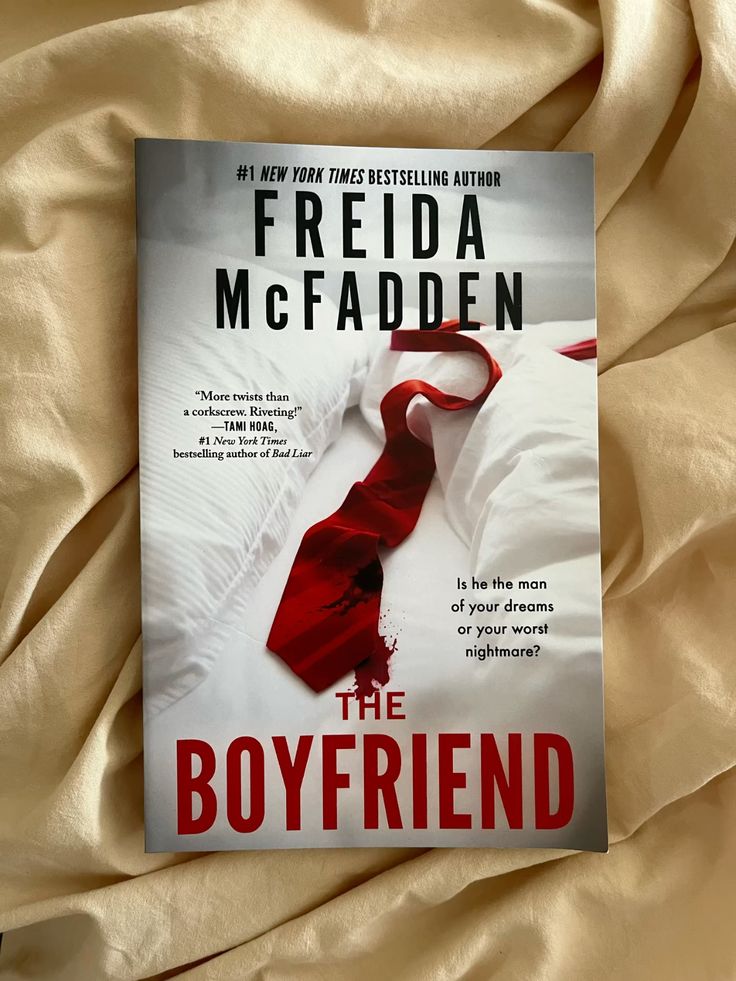 #1 NEW YORK TIMES BESTSELLING AUTHOR
FREIDA
McFADDEN
“More twists than
a corkscrew. Riveting!”
—TAMI HOAG,
#1 New York Times
bestselling author of Bad Liar
Is he the man
of your dreams
or your worst
nightmare?
THE
BOYFRIEND